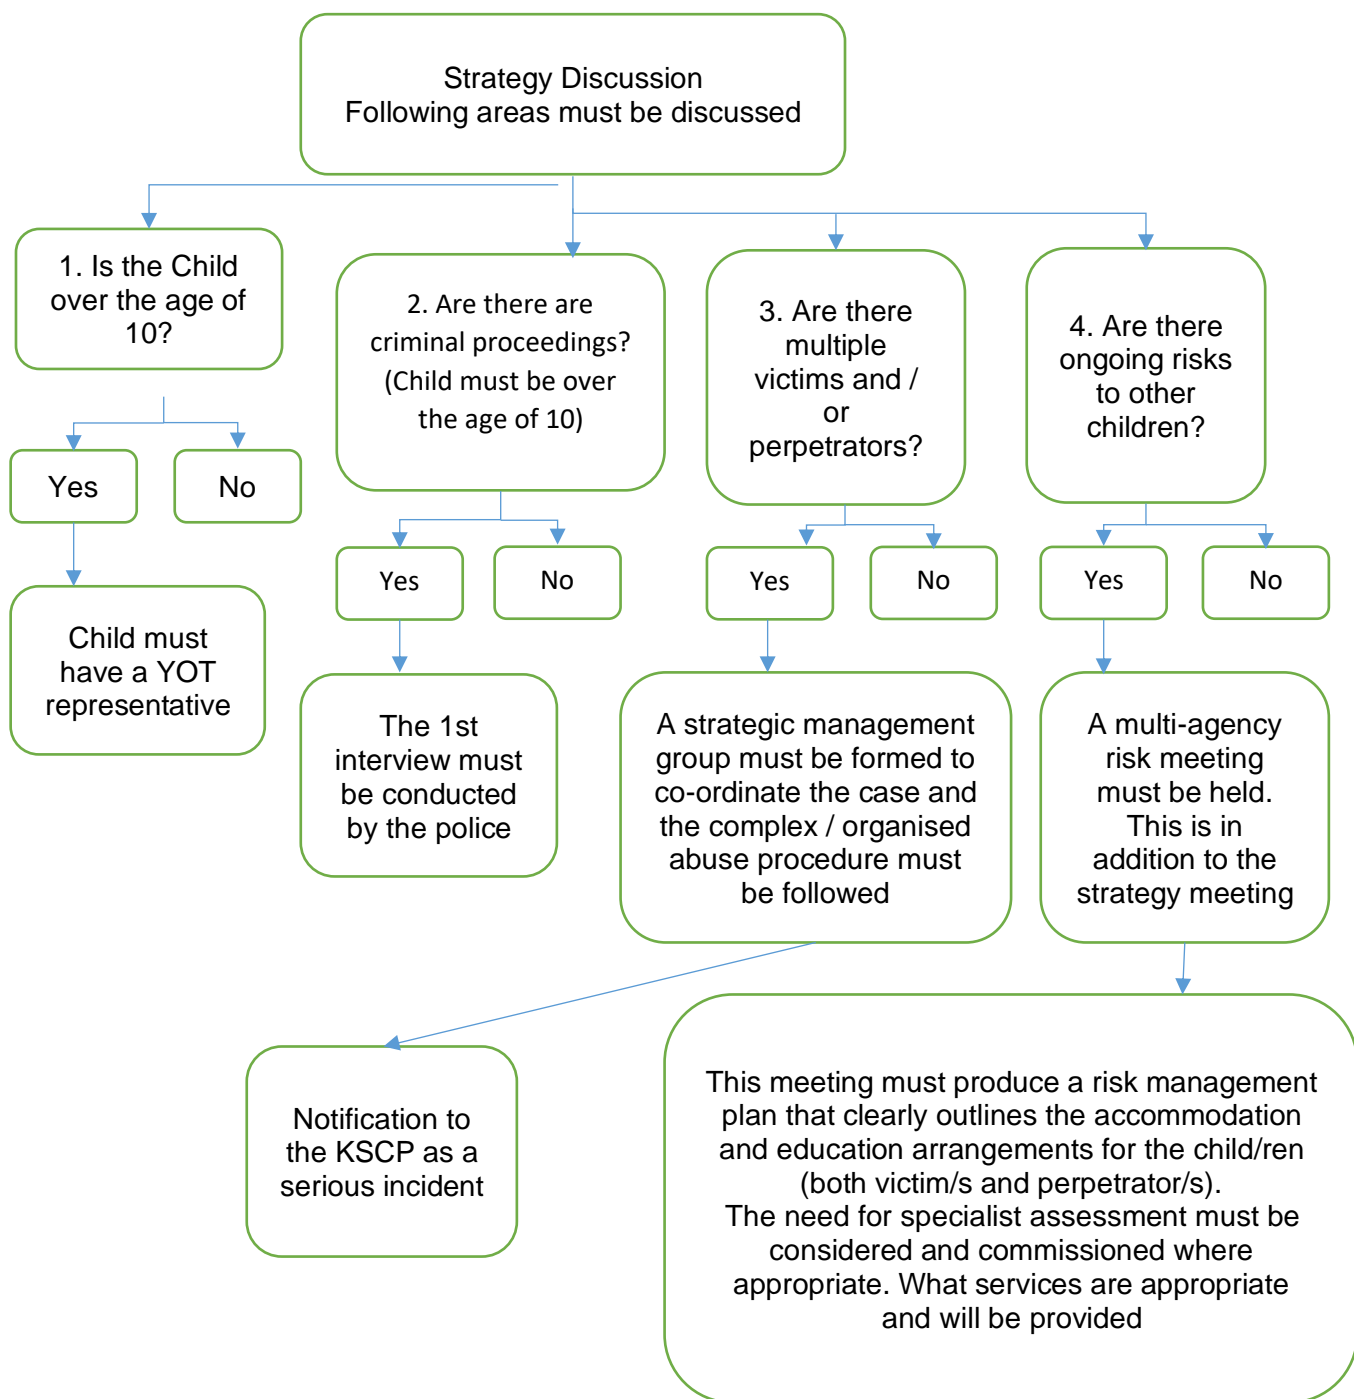 Strategy Discussion
Following areas must be discussed
1. Is the Child
over the age of
10?
2. Are there are
criminal proceedings?
(Child must be over
the age of 10)
3. Are there
multiple
victims and /
or
perpetrators?
4. Are there
ongoing risks
to other
children?
Yes
No
Yes
No
Yes
No
Yes
No
Child must
have a YOT
representative
The 1st
interview must
be conducted
by the police
A strategic management
group must be formed to
co-ordinate the case and
the complex / organised
abuse procedure must
be followed
A multi-agency
risk meeting
must be held.
This is in
addition to the
strategy meeting
Notification to
the KSCP as a
serious incident
This meeting must produce a risk management
plan that clearly outlines the accommodation
and education arrangements for the child/ren
(both victim/s and perpetrator/s).
The need for specialist assessment must be
considered and commissioned where
appropriate. What services are appropriate
and will be provided